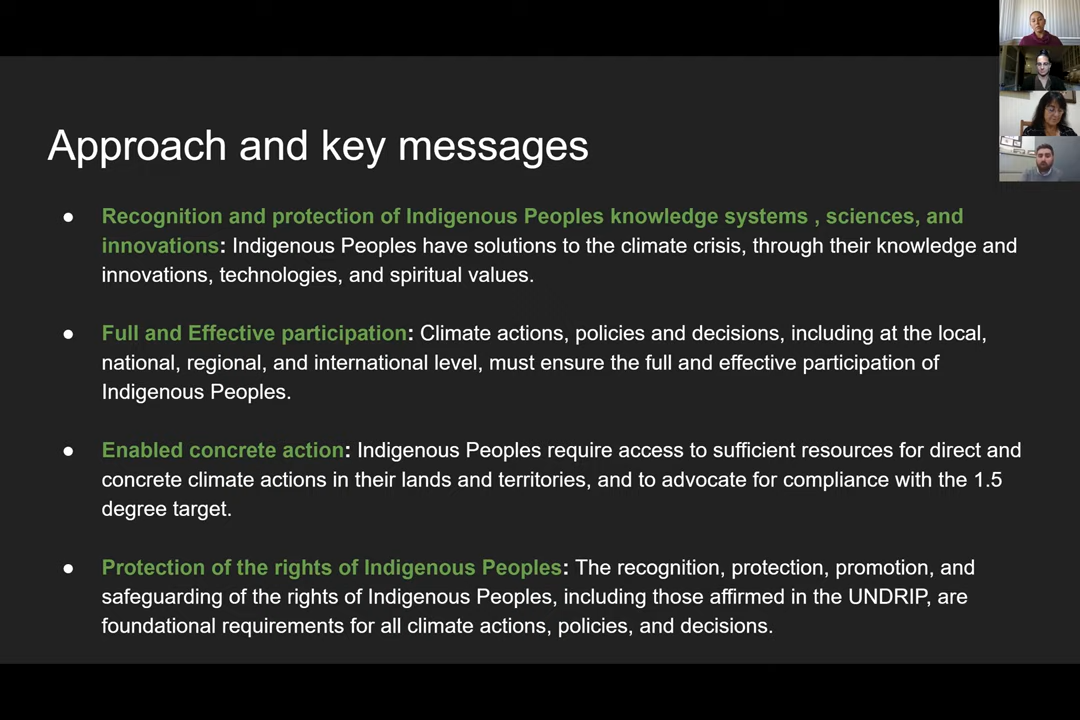 Approach and key messages
● Recognition and protection of Indigenous Peoples knowledge systems , sciences, and
innovations: Indigenous Peoples have solutions to the climate crisis, through their knowledge and
innovations, technologies, and spiritual values.
● Full and Effective participation: Climate actions, policies and decisions, including at the local,
national, regional, and international level, must ensure the full and effective participation of
Indigenous Peoples.
● Enabled concrete action: Indigenous Peoples require access to sufficient resources for direct and
concrete climate actions in their lands and territories, and to advocate for compliance with the 1.5
degree target.
● Protection of the rights of Indigenous Peoples: The recognition, protection, promotion, and
safeguarding of the rights of Indigenous Peoples, including those affirmed in the UNDRIP, are
foundational requirements for all climate actions, policies, and decisions.